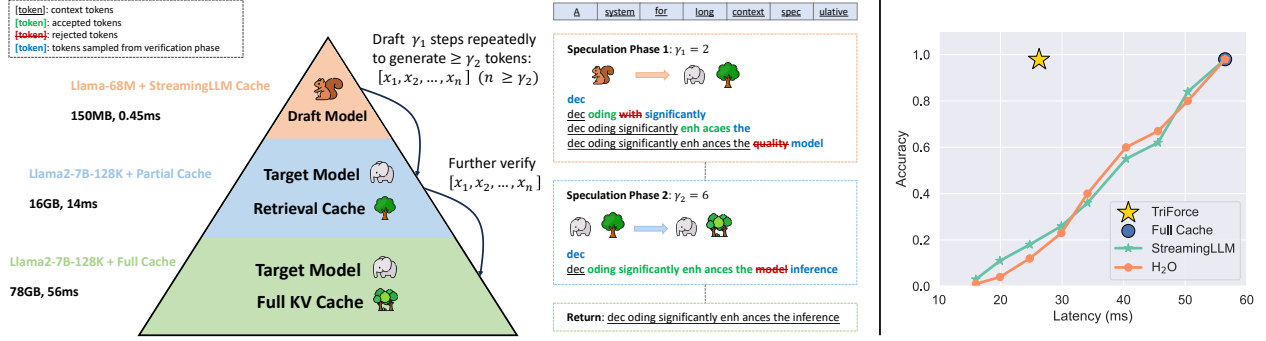 [token]: context tokens
[token]: accepted tokens
[token]: rejected tokens
[token]: tokens sampled from verification phase
Llama-68M + StreamingLLM Cache
150MB, 0.45ms
Llama2-7B-128K + Partial Cache
16GB, 14ms
Llama2-7B-128K + Full Cache
78GB, 56ms
Draft Model
Target Model
Retrieval Cache
Target Model
Full KV Cache
Draft γ₁ steps repeatedly
to generate ≥ γ₂ tokens:
[x₁, x₂, …, xₙ] (n ≥ γ₂)
Further verify
[x₁, x₂, …, xₙ]
A system for long context spec ulative
Speculation Phase 1: γ₁ = 2
dec
dec oding with significantly
dec oding significantly enh acaes the
dec oding significantly enh ances the quality model
Speculation Phase 2: γ₂ = 6
dec
dec oding significantly enh ances the model inference
Return: dec oding significantly enh ances the inference
Accuracy
1.0
0.8
0.6
0.4
0.2
0.0
10 20 30 40 50 60
Latency (ms)
TriForce
Full Cache
StreamingLLM
H₂O